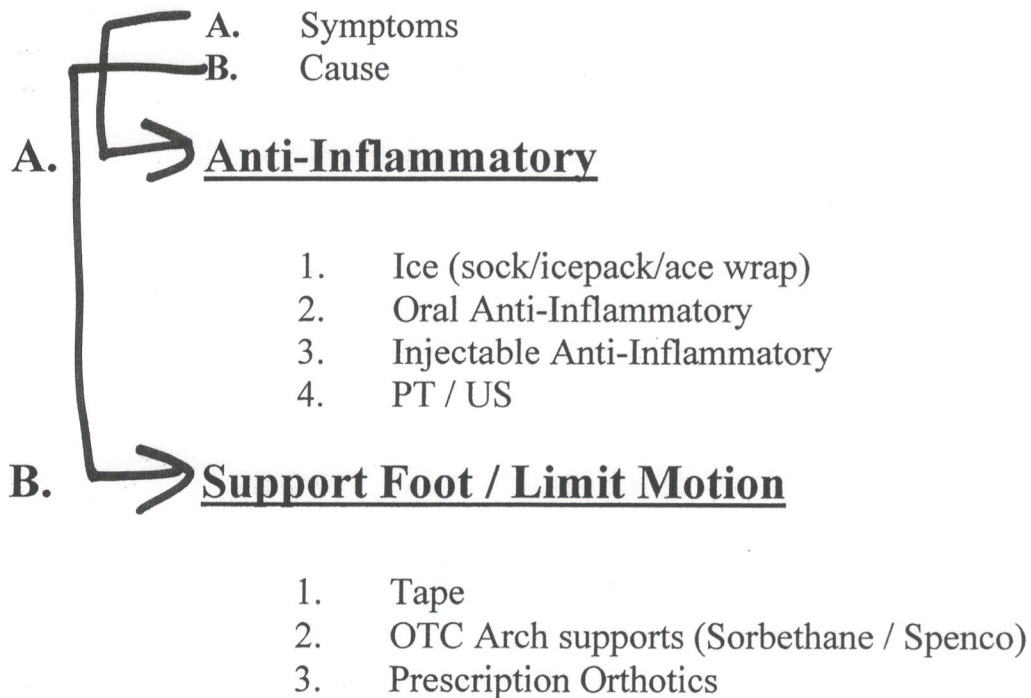 A. Symptoms
B. Cause
A. Anti-Inflammatory
1. Ice (sock/icepack/ace wrap)
2. Oral Anti-Inflammatory
3. Injectable Anti-Inflammatory
4. PT / US
B. Support Foot / Limit Motion
1. Tape
2. OTC Arch supports (Sorbethane / Spenco)
3. Prescription Orthotics